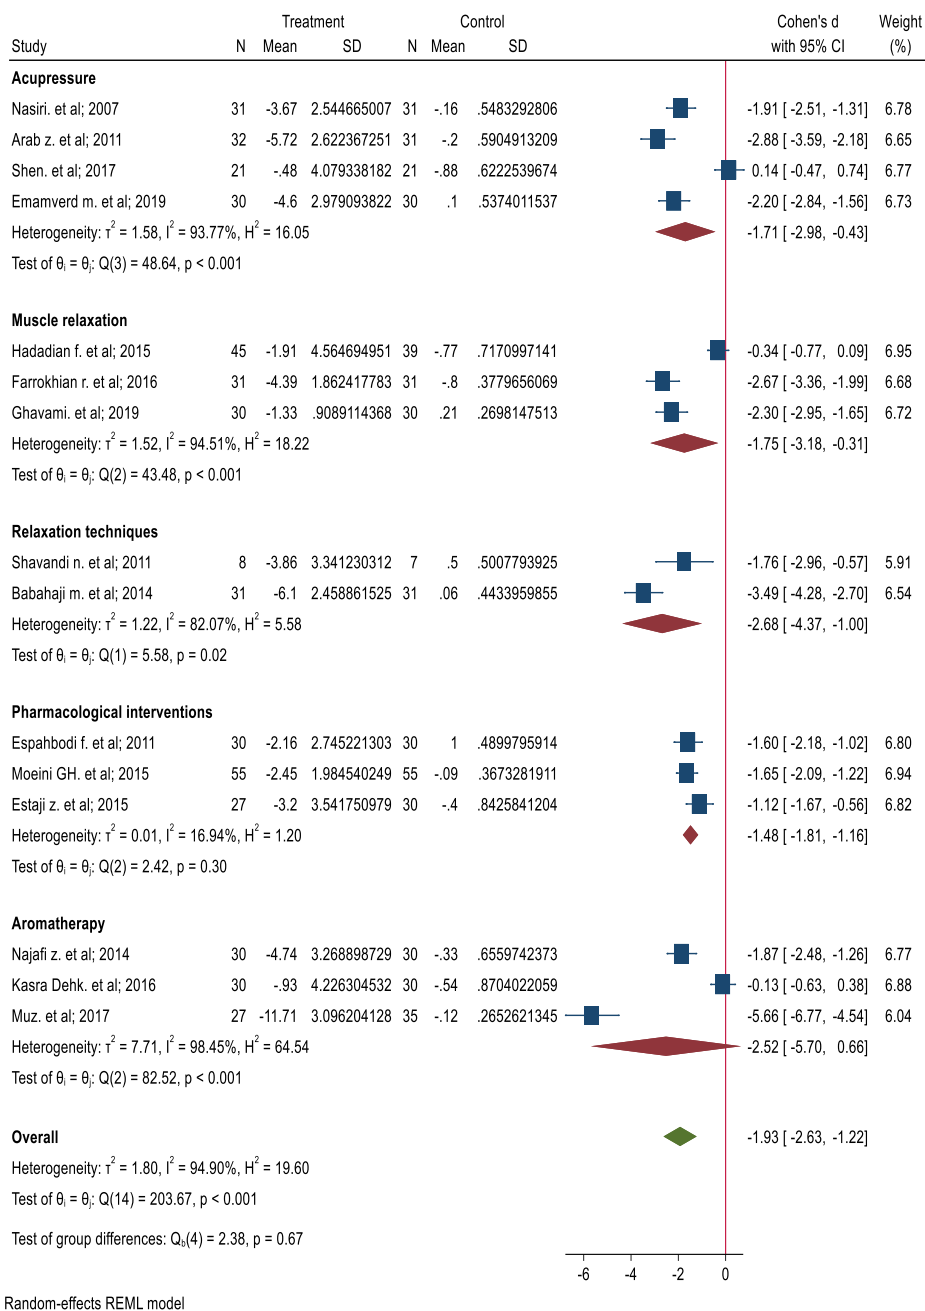 Treatment Control Cohen's d Weight
Study N Mean SD N Mean SD with 95% CI (%)
Acupressure
Nasiri. et al; 2007 31 -3.67 2.544665007 31 -.16 .5483292806 -1.91 [ -2.51, -1.31] 6.78
Arab z. et al; 2011 32 -5.72 2.622367251 31 -.2 .5904913209 -2.88 [ -3.59, -2.18] 6.65
Shen. et al; 2017 21 -.48 4.079338182 21 -.88 .6222539674 0.14 [ -0.47, 0.74] 6.77
Emamverd m. et al; 2019 30 -4.6 2.979093822 30 .1 .5374011537 -2.20 [ -2.84, -1.56] 6.73
Heterogeneity: τ² = 1.58, I² = 93.77%, H² = 16.05 -1.71 [ -2.98, -0.43]
Test of θᵢ = θⱼ: Q(3) = 48.64, p < 0.001
Muscle relaxation
Hadadian f. et al; 2015 45 -1.91 4.564694951 39 -.77 .7170997141 -0.34 [ -0.77, 0.09] 6.95
Farrokhian r. et al; 2016 31 -4.39 1.862417783 31 -.8 .3779656069 -2.67 [ -3.36, -1.99] 6.68
Ghavami. et al; 2019 30 -1.33 .9089114368 30 .21 .2698147513 -2.30 [ -2.95, -1.65] 6.72
Heterogeneity: τ² = 1.52, I² = 94.51%, H² = 18.22 -1.75 [ -3.18, -0.31]
Test of θᵢ = θⱼ: Q(2) = 43.48, p < 0.001
Relaxation techniques
Shavandi n. et al; 2011 8 -3.86 3.341230312 7 .5 .5007793925 -1.76 [ -2.96, -0.57] 5.91
Babahaji m. et al; 2014 31 -6.1 2.458861525 31 .06 .4433959855 -3.49 [ -4.28, -2.70] 6.54
Heterogeneity: τ² = 1.22, I² = 82.07%, H² = 5.58 -2.68 [ -4.37, -1.00]
Test of θᵢ = θⱼ: Q(1) = 5.58, p = 0.02
Pharmacological interventions
Espahbodi f. et al; 2011 30 -2.16 2.745221303 30 1 .4899795914 -1.60 [ -2.18, -1.02] 6.80
Moeini GH. et al; 2015 55 -2.45 1.984540249 55 -.09 .3673281911 -1.65 [ -2.09, -1.22] 6.94
Estaji z. et al; 2015 27 -3.2 3.541750979 30 -.4 .8425841204 -1.12 [ -1.67, -0.56] 6.82
Heterogeneity: τ² = 0.01, I² = 16.94%, H² = 1.20 -1.48 [ -1.81, -1.16]
Test of θᵢ = θⱼ: Q(2) = 2.42, p = 0.30
Aromatherapy
Najafi z. et al; 2014 30 -4.74 3.268898729 30 -.33 .6559742373 -1.87 [ -2.48, -1.26] 6.77
Kasra Dehk. et al; 2016 30 -.93 4.226304532 30 -.54 .8704022059 -0.13 [ -0.63, 0.38] 6.88
Muz. et al; 2017 27 -11.71 3.096204128 35 -.12 .2652621345 -5.66 [ -6.77, -4.54] 6.04
Heterogeneity: τ² = 7.71, I² = 98.45%, H² = 64.54 -2.52 [ -5.70, 0.66]
Test of θᵢ = θⱼ: Q(2) = 82.52, p < 0.001
Overall -1.93 [ -2.63, -1.22]
Heterogeneity: τ² = 1.80, I² = 94.90%, H² = 19.60
Test of θᵢ = θⱼ: Q(14) = 203.67, p < 0.001
Test of group differences: Q_b(4) = 2.38, p = 0.67
-6 -4 -2 0
Random-effects REML model